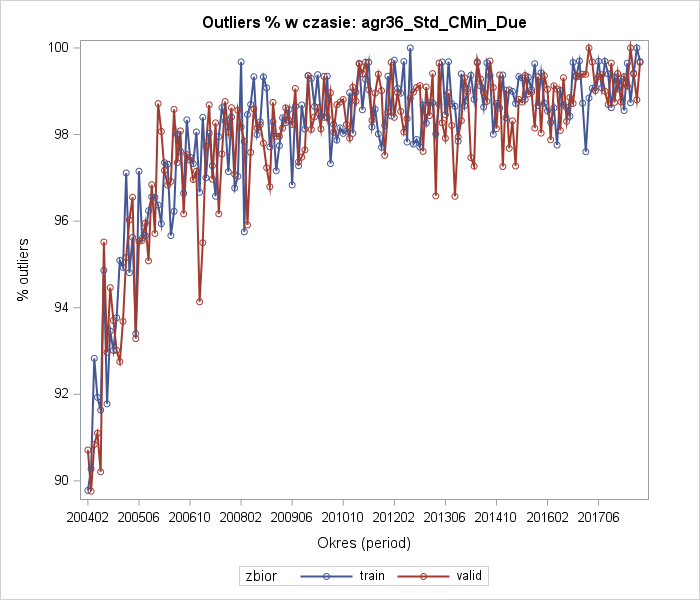 Outliers % w czasie: agr36_Std_CMin_Due
% outliers
100
98
96
94
92
90
200402 200506 200610 200802 200906 201010 201202 201306 201410 201602 201706
Okres (period)
zbior train valid